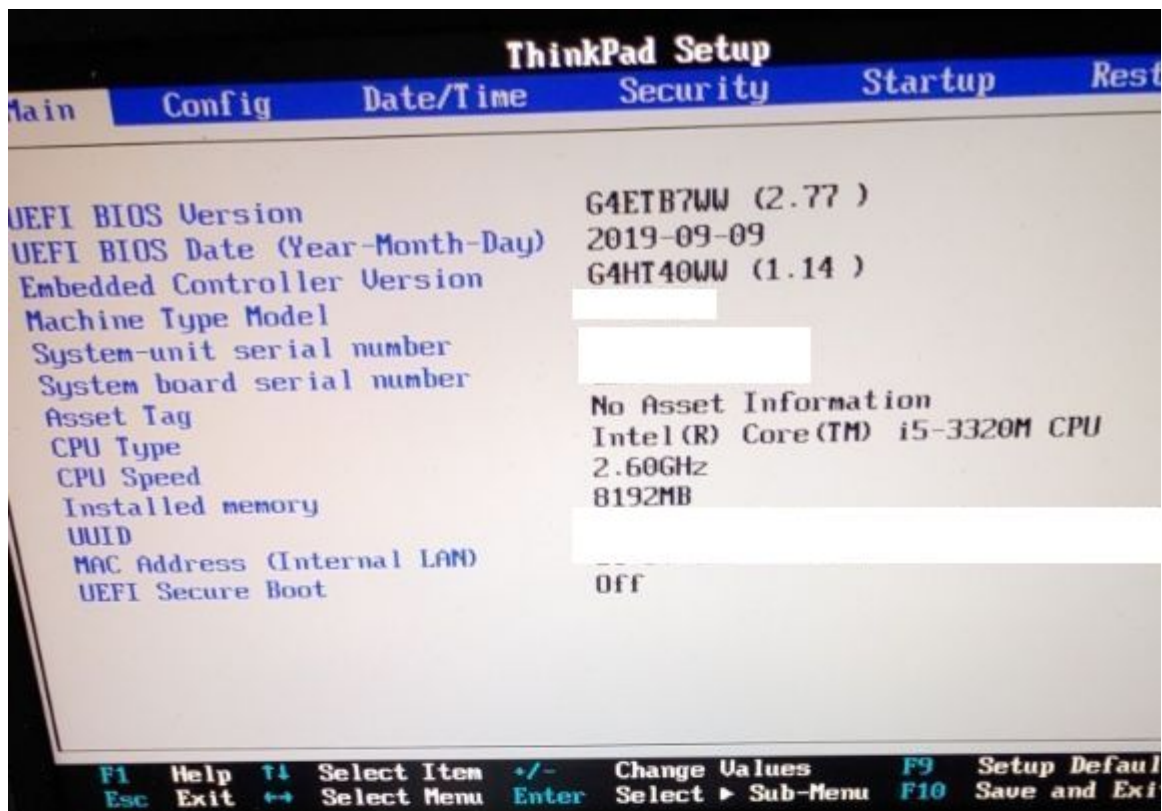 ThinkPad Setup
Main Config Date/Time Security Startup Rest
UEFI BIOS Version G4ETB7WW (2.77 )
UEFI BIOS Date (Year-Month-Day) 2019-09-09
Embedded Controller Version G4HT40WW (1.14 )
Machine Type Model
System-unit serial number
System board serial number
Asset Tag No Asset Information
CPU Type Intel(R) Core(TM) i5-3320M CPU
CPU Speed 2.60GHz
Installed memory 8192MB
UUID
MAC Address (Internal LAN)
UEFI Secure Boot Off
F1 Help ↑↓ Select Item +/- Change Values F9 Setup Defaul
Esc Exit ↔ Select Menu Enter Select ▶ Sub-Menu F10 Save and Exi